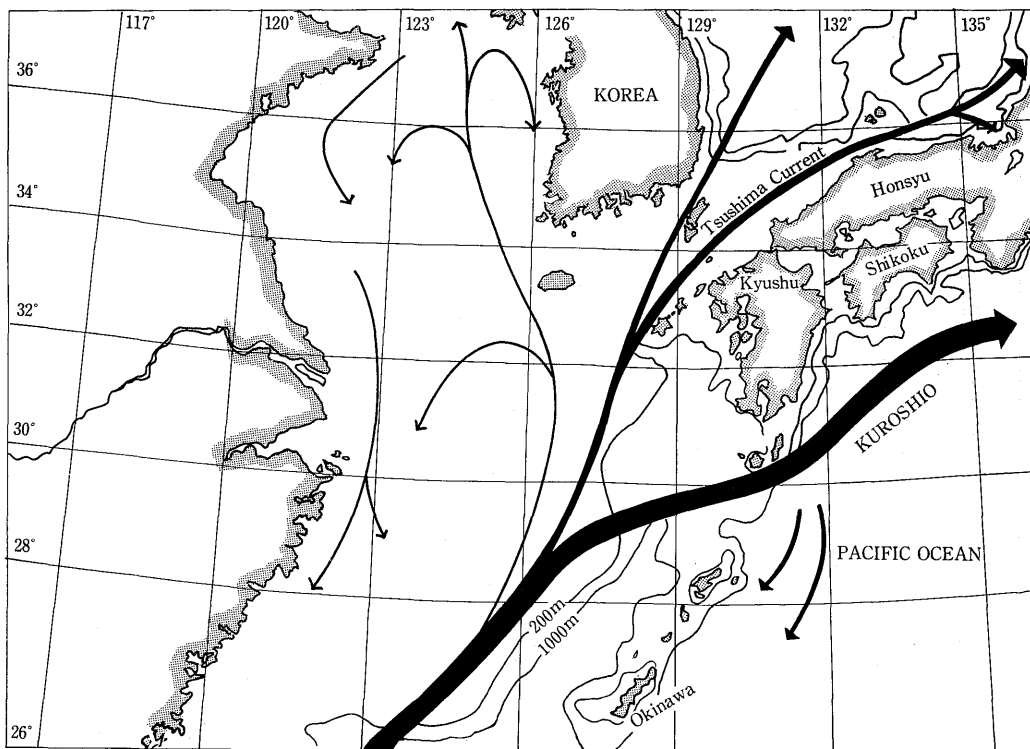 117° 120° 123° 126° 129° 132° 135°
36°
KOREA
34°
Tsushima Current
Honsyu
Shikoku
Kyushu
32°
30°
KUROSHIO
28°
PACIFIC OCEAN
200m
1000m
Okinawa
26°